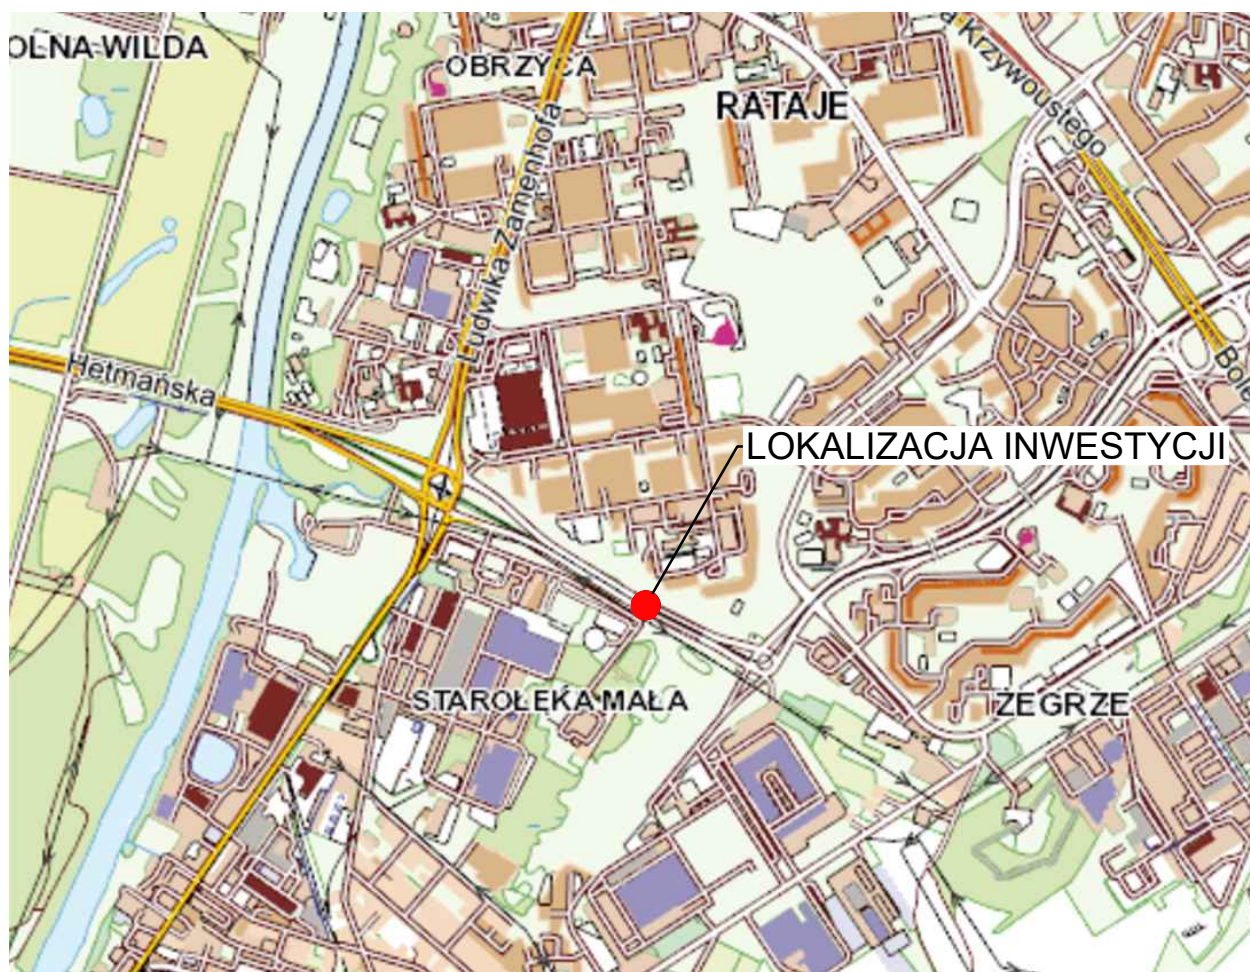 OLNA WILDA
OBRZYCA
RATAJE
a Krzywoustego
Ludwika Zamenhofa
Hetmańska
Bole
LOKALIZACJA INWESTYCJI
STAROŁĘKA MAŁA
ŻEGRZE